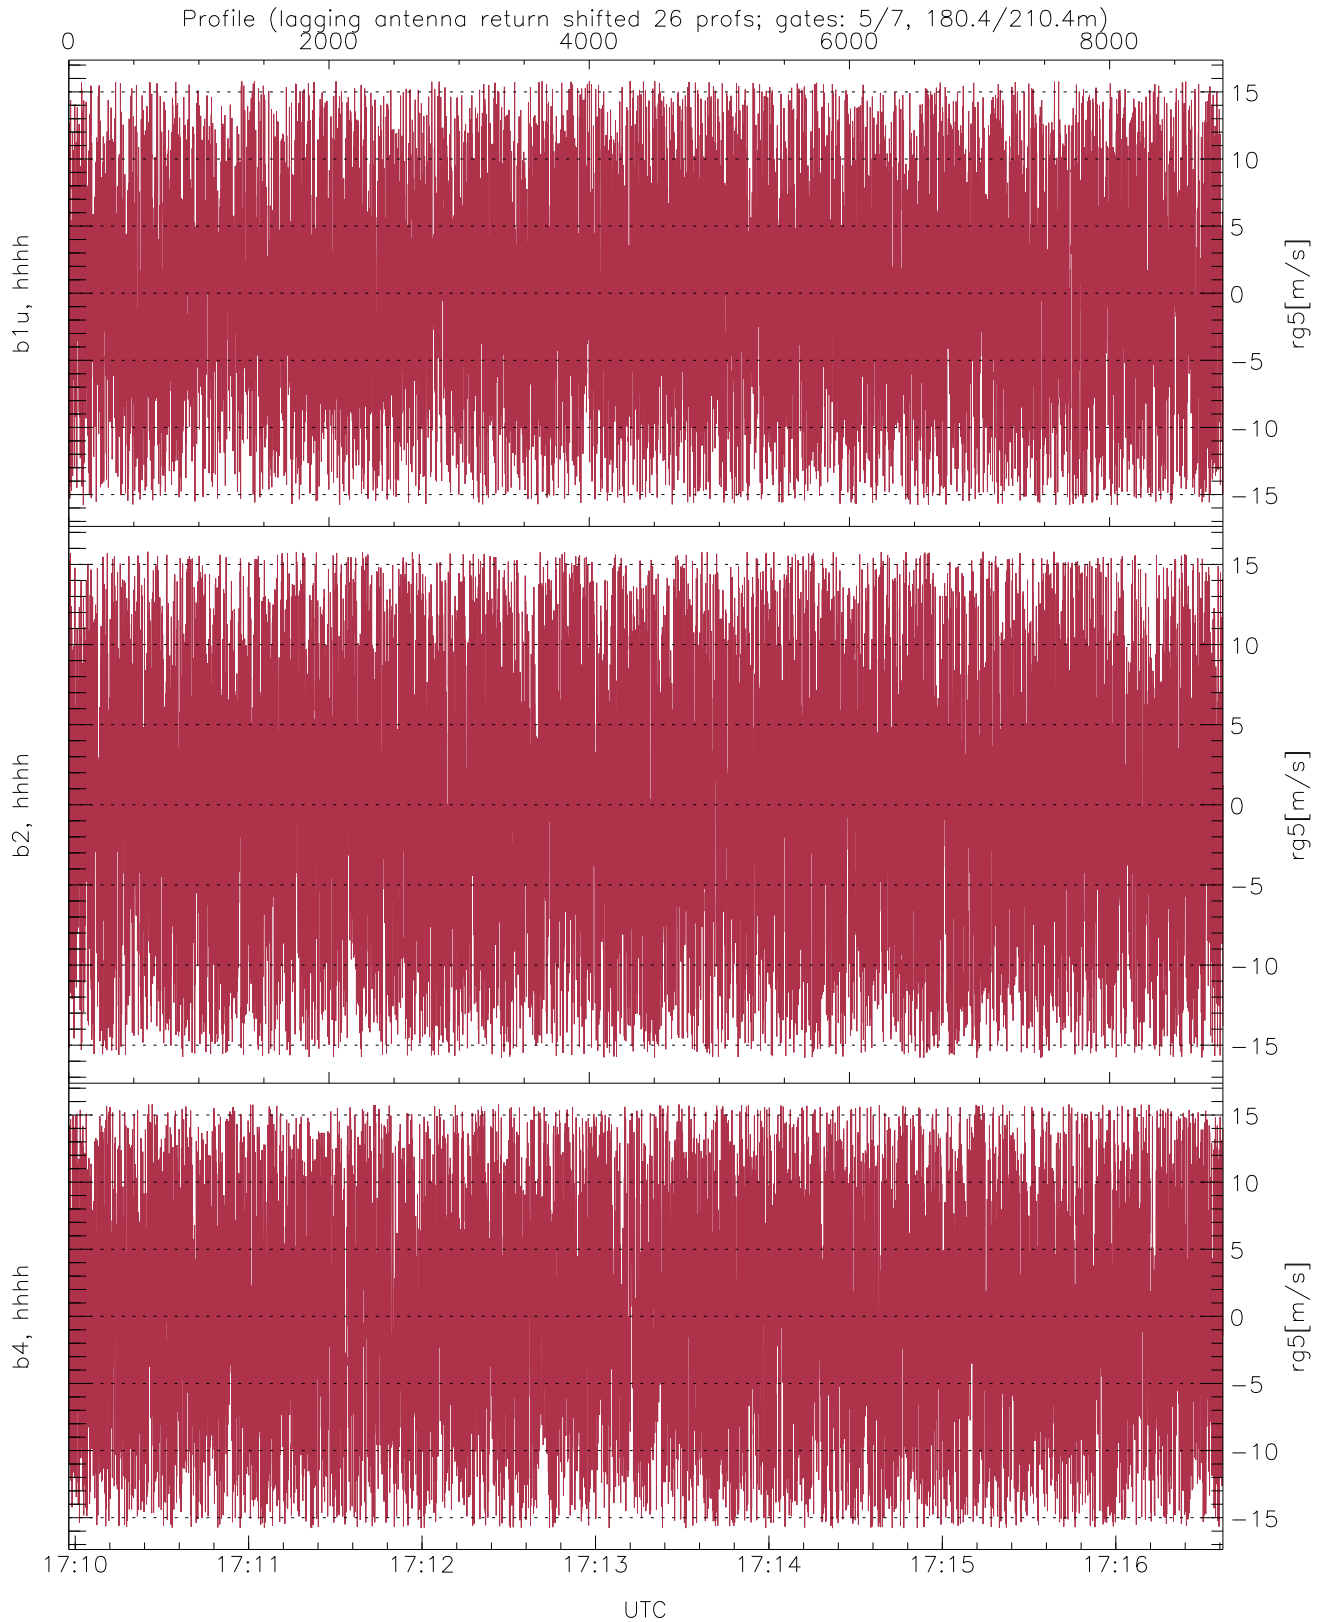 Profile (lagging antenna return shifted 26 profs; gates: 5/7, 180.4/210.4m)
0 2000 4000 6000 8000
15
10
5
0
−5
−10
−15
b1u, hhhh
rg5[m/s]
15
10
5
0
−5
−10
−15
b2, hhhh
rg5[m/s]
15
10
5
0
−5
−10
−15
b4, hhhh
rg5[m/s]
17:10 17:11 17:12 17:13 17:14 17:15 17:16
UTC